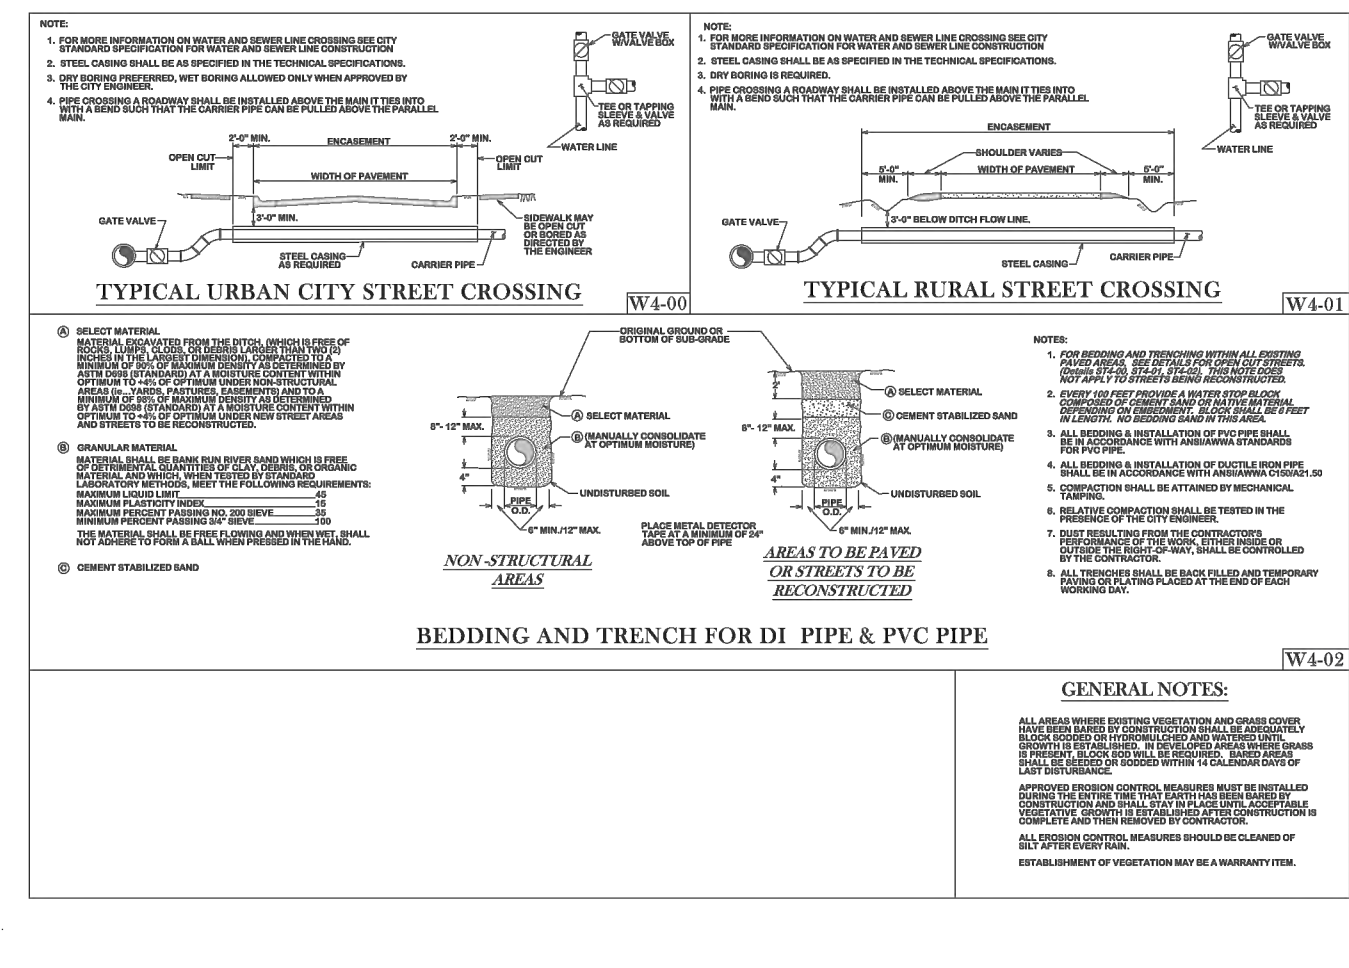 NOTE:
1. FOR MORE INFORMATION ON WATER AND SEWER LINE CROSSING SEE CITY
STANDARD SPECIFICATION FOR WATER AND SEWER LINE CONSTRUCTION
2. STEEL CASING SHALL BE AS SPECIFIED IN THE TECHNICAL SPECIFICATIONS.
3. DRY BORING PREFERRED, WET BORING ALLOWED ONLY WHEN APPROVED BY
THE CITY ENGINEER.
4. PIPE CROSSING A ROADWAY SHALL BE INSTALLED ABOVE THE MAIN IT TIES INTO
WITH A BEND SUCH THAT THE CARRIER PIPE CAN BE PULLED ABOVE THE PARALLEL
MAIN.
GATE VALVE
W/VALVE BOX
TEE OR TAPPING
SLEEVE & VALVE
AS REQUIRED
WATER LINE
2'-0" MIN.
ENCASEMENT
2'-0" MIN.
OPEN CUT
LIMIT
OPEN CUT
LIMIT
WIDTH OF PAVEMENT
3'-0" MIN.
GATE VALVE
SIDEWALK MAY
BE OPEN CUT
OR BORED AS
DIRECTED BY
THE ENGINEER
STEEL CASING
AS REQUIRED
CARRIER PIPE
TYPICAL URBAN CITY STREET CROSSING
W4-00
NOTE:
1. FOR MORE INFORMATION ON WATER AND SEWER LINE CROSSING SEE CITY
STANDARD SPECIFICATION FOR WATER AND SEWER LINE CONSTRUCTION
2. STEEL CASING SHALL BE AS SPECIFIED IN THE TECHNICAL SPECIFICATIONS.
3. DRY BORING IS REQUIRED.
4. PIPE CROSSING A ROADWAY SHALL BE INSTALLED ABOVE THE MAIN IT TIES INTO
WITH A BEND SUCH THAT THE CARRIER PIPE CAN BE PULLED ABOVE THE PARALLEL
MAIN.
GATE VALVE
W/VALVE BOX
TEE OR TAPPING
SLEEVE & VALVE
AS REQUIRED
WATER LINE
ENCASEMENT
SHOULDER VARIES
5'-0"
MIN.
WIDTH OF PAVEMENT
5'-0"
MIN.
3'-0" BELOW DITCH FLOW LINE.
GATE VALVE
STEEL CASING
CARRIER PIPE
TYPICAL RURAL STREET CROSSING
W4-01
A SELECT MATERIAL
MATERIAL EXCAVATED FROM THE DITCH, (WHICH IS FREE OF
ROCKS, LUMPS, CLODS, OR DEBRIS LARGER THAN TWO (2)
INCHES IN THE LARGEST DIMENSION), COMPACTED TO A
MINIMUM OF 90% OF MAXIMUM DENSITY AS DETERMINED BY
ASTM D698 (STANDARD) AT A MOISTURE CONTENT WITHIN
OPTIMUM TO +4% OF OPTIMUM UNDER NON-STRUCTURAL
AREAS (ie...YARDS, PASTURES, EASEMENTS) AND TO A
MINIMUM OF 98% OF MAXIMUM DENSITY AS DETERMINED
BY ASTM D698 (STANDARD) AT A MOISTURE CONTENT WITHIN
OPTIMUM TO +4% OF OPTIMUM UNDER NEW STREET AREAS
AND STREETS TO BE RECONSTRUCTED.
B GRANULAR MATERIAL
MATERIAL SHALL BE BANK RUN RIVER SAND WHICH IS FREE
OF DETRIMENTAL QUANTITIES OF CLAY, DEBRIS, OR ORGANIC
MATERIAL AND WHICH, WHEN TESTED BY STANDARD
LABORATORY METHODS, MEET THE FOLLOWING REQUIREMENTS:
MAXIMUM LIQUID LIMIT 45
MAXIMUM PLASTICITY INDEX 15
MAXIMUM PERCENT PASSING NO. 200 SIEVE 35
MINIMUM PERCENT PASSING 3/4" SIEVE 100
THE MATERIAL SHALL BE FREE FLOWING AND WHEN WET, SHALL
NOT ADHERE TO FORM A BALL WHEN PRESSED IN THE HAND.
C CEMENT STABILIZED SAND
ORIGINAL GROUND OR
BOTTOM OF SUB-GRADE
A SELECT MATERIAL
8"- 12" MAX.
B (MANUALLY CONSOLIDATE
AT OPTIMUM MOISTURE)
4"
UNDISTURBED SOIL
PIPE
O.D.
6" MIN./12" MAX.
NON -STRUCTURAL
AREAS
PLACE METAL DETECTOR
TAPE AT A MINIMUM OF 24"
ABOVE TOP OF PIPE
2'
A SELECT MATERIAL
C CEMENT STABILIZED SAND
8"- 12" MAX.
B (MANUALLY CONSOLIDATE
AT OPTIMUM MOISTURE)
4"
UNDISTURBED SOIL
PIPE
O.D.
6" MIN./12" MAX.
AREAS TO BE PAVED
OR STREETS TO BE
RECONSTRUCTED
NOTES:
1. FOR BEDDING AND TRENCHING WITHIN ALL EXISTING
PAVED AREAS, SEE DETAILS FOR OPEN CUT STREETS.
(Details ST4-00, ST4-01, ST4-02). THIS NOTE DOES
NOT APPLY TO STREETS BEING RECONSTRUCTED.
2. EVERY 100 FEET PROVIDE A WATER STOP BLOCK
COMPOSED OF CEMENT SAND OR NATIVE MATERIAL
DEPENDING ON EMBEDMENT. BLOCK SHALL BE 6 FEET
IN LENGTH. NO BEDDING SAND IN THIS AREA.
3. ALL BEDDING & INSTALLATION OF PVC PIPE SHALL
BE IN ACCORDANCE WITH ANSI/AWWA STANDARDS
FOR PVC PIPE.
4. ALL BEDDING & INSTALLATION OF DUCTILE IRON PIPE
SHALL BE IN ACCORDANCE WITH ANSI/AWWA C150/A21.50
5. COMPACTION SHALL BE ATTAINED BY MECHANICAL
TAMPING.
6. RELATIVE COMPACTION SHALL BE TESTED IN THE
PRESENCE OF THE CITY ENGINEER.
7. DUST RESULTING FROM THE CONTRACTOR'S
PERFORMANCE OF THE WORK, EITHER INSIDE OR
OUTSIDE THE RIGHT-OF-WAY, SHALL BE CONTROLLED
BY THE CONTRACTOR.
8. ALL TRENCHES SHALL BE BACK FILLED AND TEMPORARY
PAVING OR PLATING PLACED AT THE END OF EACH
WORKING DAY.
BEDDING AND TRENCH FOR DI PIPE & PVC PIPE
W4-02
GENERAL NOTES:
ALL AREAS WHERE EXISTING VEGETATION AND GRASS COVER
HAVE BEEN BARED BY CONSTRUCTION SHALL BE ADEQUATELY
BLOCK SODDED OR HYDROMULCHED AND WATERED UNTIL
GROWTH IS ESTABLISHED. IN DEVELOPED AREAS WHERE GRASS
IS PRESENT, BLOCK SOD WILL BE REQUIRED. BARED AREAS
SHALL BE SEEDED OR SODDED WITHIN 14 CALENDAR DAYS OF
LAST DISTURBANCE.
APPROVED EROSION CONTROL MEASURES MUST BE INSTALLED
DURING THE ENTIRE TIME THAT EARTH HAS BEEN BARED BY
CONSTRUCTION AND SHALL STAY IN PLACE UNTIL ACCEPTABLE
VEGETATIVE GROWTH IS ESTABLISHED AFTER CONSTRUCTION IS
COMPLETE AND THEN REMOVED BY CONTRACTOR.
ALL EROSION CONTROL MEASURES SHOULD BE CLEANED OF
SILT AFTER EVERY RAIN.
ESTABLISHMENT OF VEGETATION MAY BE A WARRANTY ITEM.